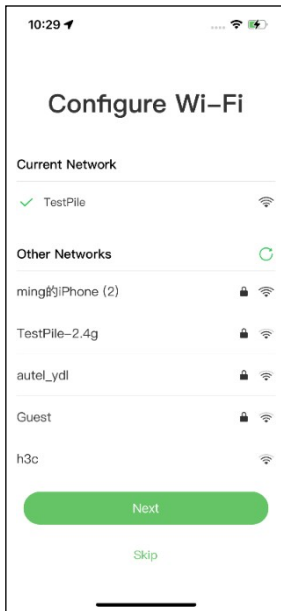 10:29
Configure Wi-Fi
Current Network
TestPile
Other Networks
ming的iPhone (2)
TestPile-2.4g
autel_ydl
Guest
h3c
Next
Skip